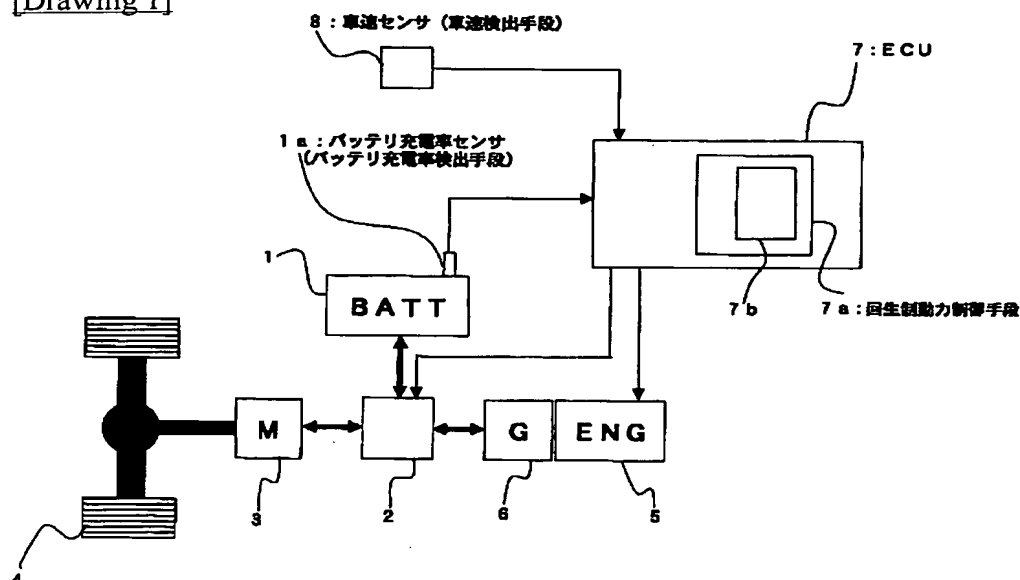 [Drawing 1]
8：車速センサ（車速検出手段）
7：ECU
1a：バッテリ充電率センサ
（バッテリ充電率検出手段）
1
BATT
7b
7a：回生制動力制御手段
M
G
ENG
3
2
6
5
4